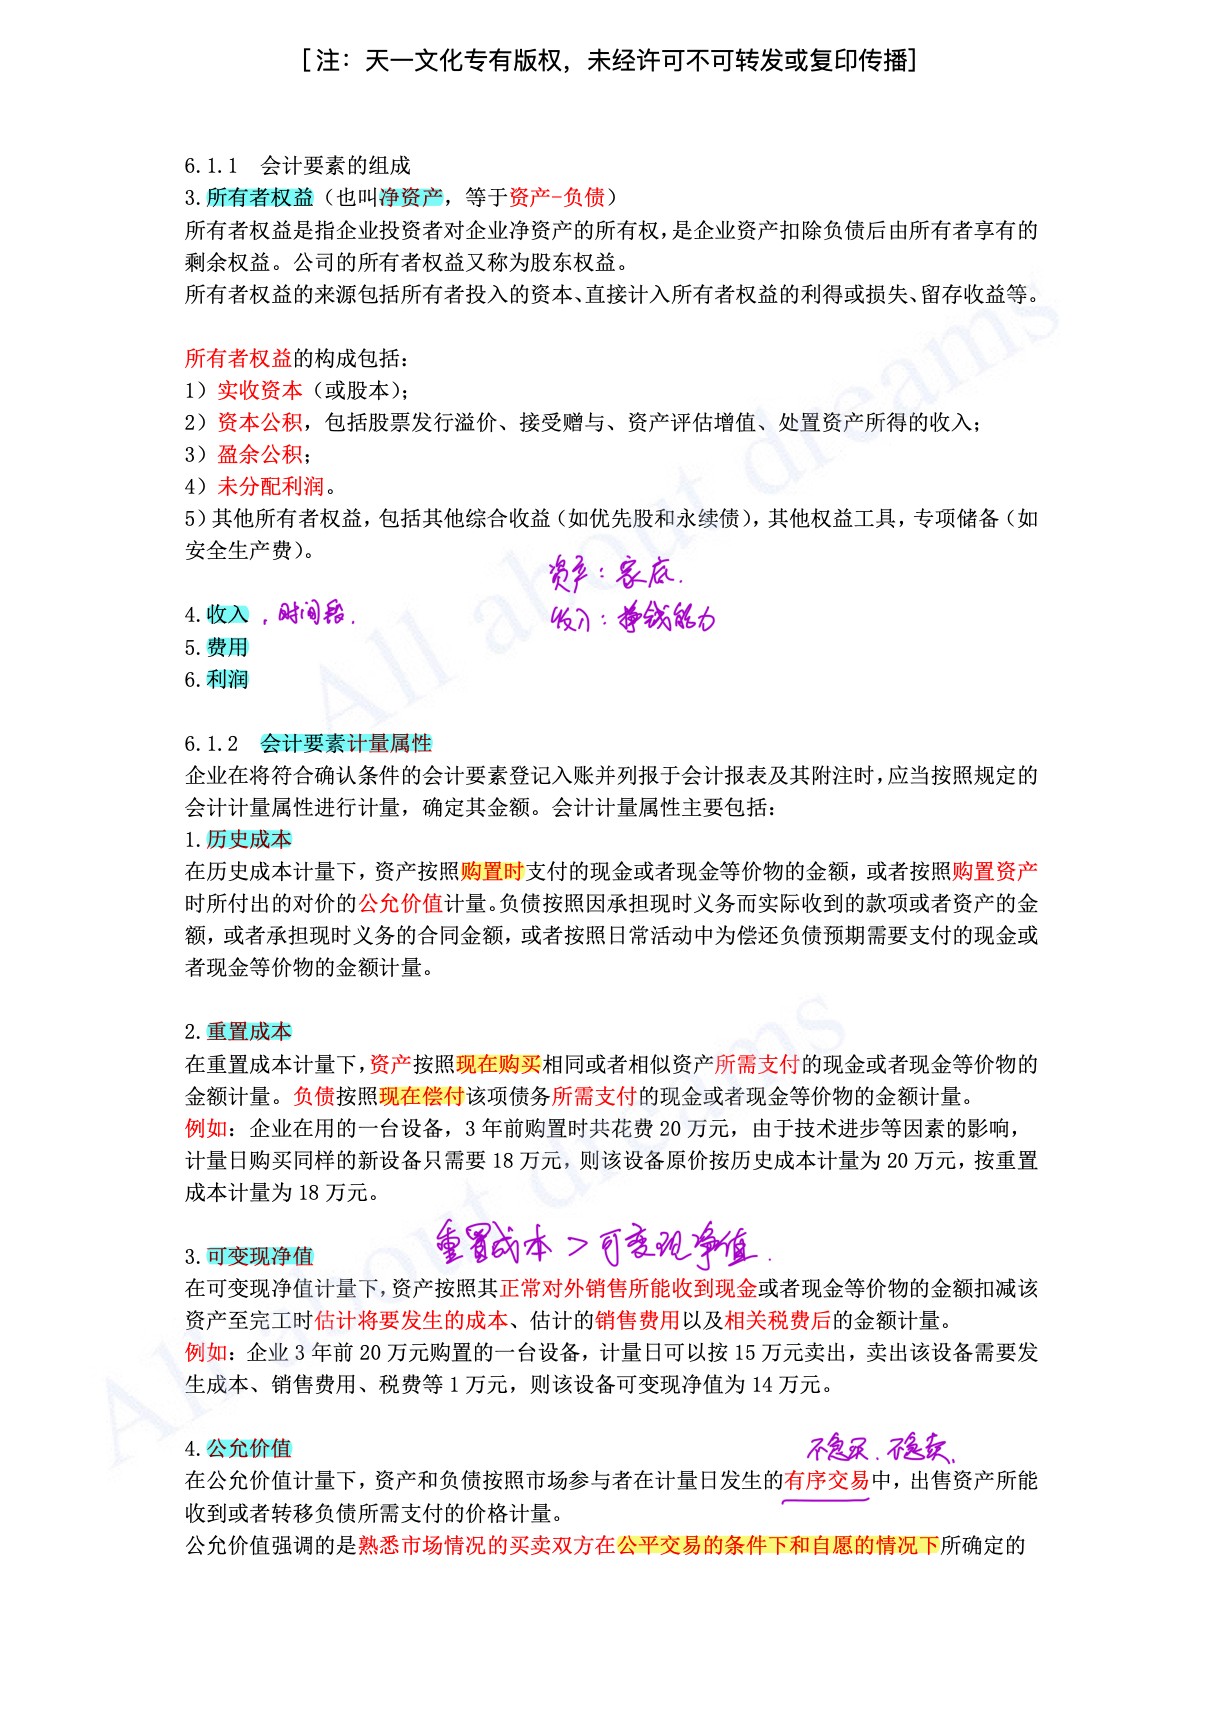 [注：天一文化专有版权，未经许可不可转发或复印传播]
6.1.1 会计要素的组成
3.所有者权益（也叫净资产，等于资产-负债）
所有者权益是指企业投资者对企业净资产的所有权，是企业资产扣除负债后由所有者享有的
剩余权益。公司的所有者权益又称为股东权益。
所有者权益的来源包括所有者投入的资本、直接计入所有者权益的利得或损失、留存收益等。
所有者权益的构成包括：
1）实收资本（或股本）；
2）资本公积，包括股票发行溢价、接受赠与、资产评估增值、处置资产所得的收入；
3）盈余公积；
4）未分配利润。
5）其他所有者权益，包括其他综合收益（如优先股和永续债），其他权益工具，专项储备（如
安全生产费）。
资产：家底.
4.收入，时间段.
收入：挣钱能力
5.费用
6.利润
6.1.2 会计要素计量属性
企业在将符合确认条件的会计要素登记入账并列报于会计报表及其附注时，应当按照规定的
会计计量属性进行计量，确定其金额。会计计量属性主要包括：
1.历史成本
在历史成本计量下，资产按照购置时支付的现金或者现金等价物的金额，或者按照购置资产
时所付出的对价的公允价值计量。负债按照因承担现时义务而实际收到的款项或者资产的金
额，或者承担现时义务的合同金额，或者按照日常活动中为偿还负债预期需要支付的现金或
者现金等价物的金额计量。
2.重置成本
在重置成本计量下，资产按照现在购买相同或者相似资产所需支付的现金或者现金等价物的
金额计量。负债按照现在偿付该项债务所需支付的现金或者现金等价物的金额计量。
例如：企业在用的一台设备，3 年前购置时共花费 20 万元，由于技术进步等因素的影响，
计量日购买同样的新设备只需要 18 万元，则该设备原价按历史成本计量为 20 万元，按重置
成本计量为 18 万元。
重置成本 > 可变现净值.
3.可变现净值
在可变现净值计量下，资产按照其正常对外销售所能收到现金或者现金等价物的金额扣减该
资产至完工时估计将要发生的成本、估计的销售费用以及相关税费后的金额计量。
例如：企业 3 年前 20 万元购置的一台设备，计量日可以按 15 万元卖出，卖出该设备需要发
生成本、销售费用、税费等 1 万元，则该设备可变现净值为 14 万元。
4.公允价值
不急买、不急卖、
在公允价值计量下，资产和负债按照市场参与者在计量日发生的有序交易中，出售资产所能
收到或者转移负债所需支付的价格计量。
公允价值强调的是熟悉市场情况的买卖双方在公平交易的条件下和自愿的情况下所确定的
All about dreams
All about dreams